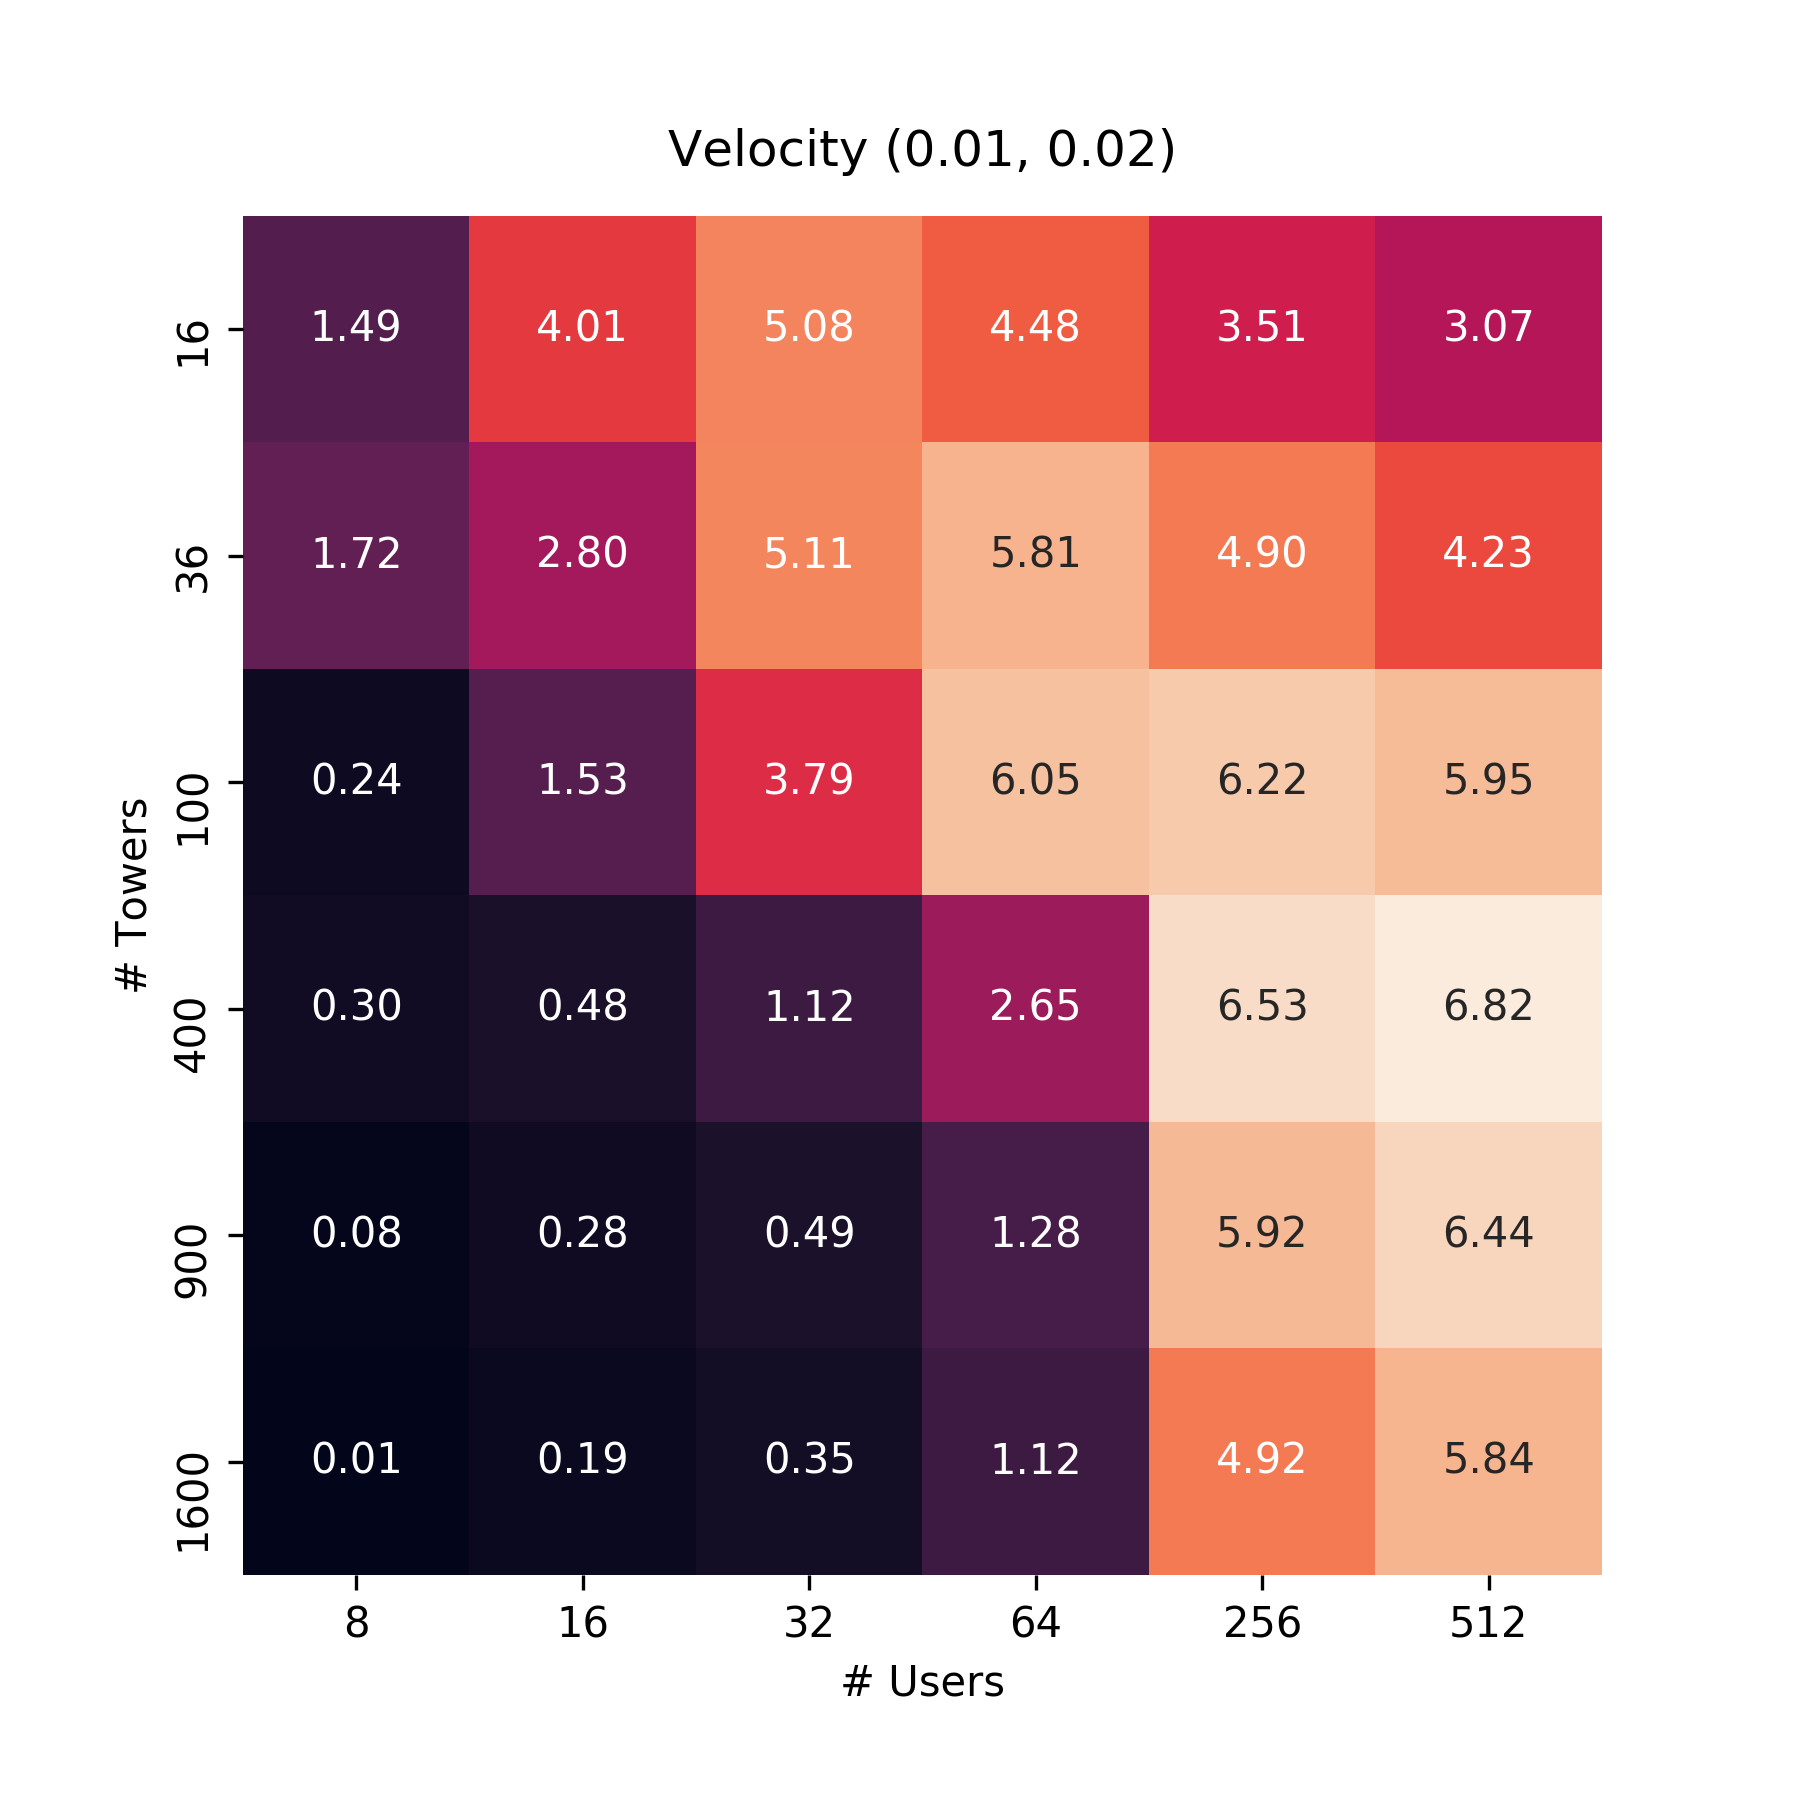 Velocity (0.01, 0.02)
# Towers
16 1.49 4.01 5.08 4.48 3.51 3.07
36 1.72 2.80 5.11 5.81 4.90 4.23
100 0.24 1.53 3.79 6.05 6.22 5.95
400 0.30 0.48 1.12 2.65 6.53 6.82
900 0.08 0.28 0.49 1.28 5.92 6.44
1600 0.01 0.19 0.35 1.12 4.92 5.84
8 16 32 64 256 512
# Users